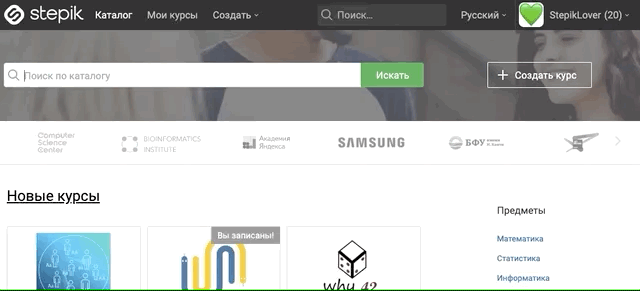 stepik Каталог Мои курсы Создать Поиск... Русский StepikLover (20)
Поиск по каталогу Искать + Создать курс
Computer
Science
Center
BIOINFORMATICS
INSTITUTE
Академия
Яндекса
SAMSUNG
БФУ
Новые курсы
Предметы
Вы записаны!
Математика
Статистика
Информатика
why 42